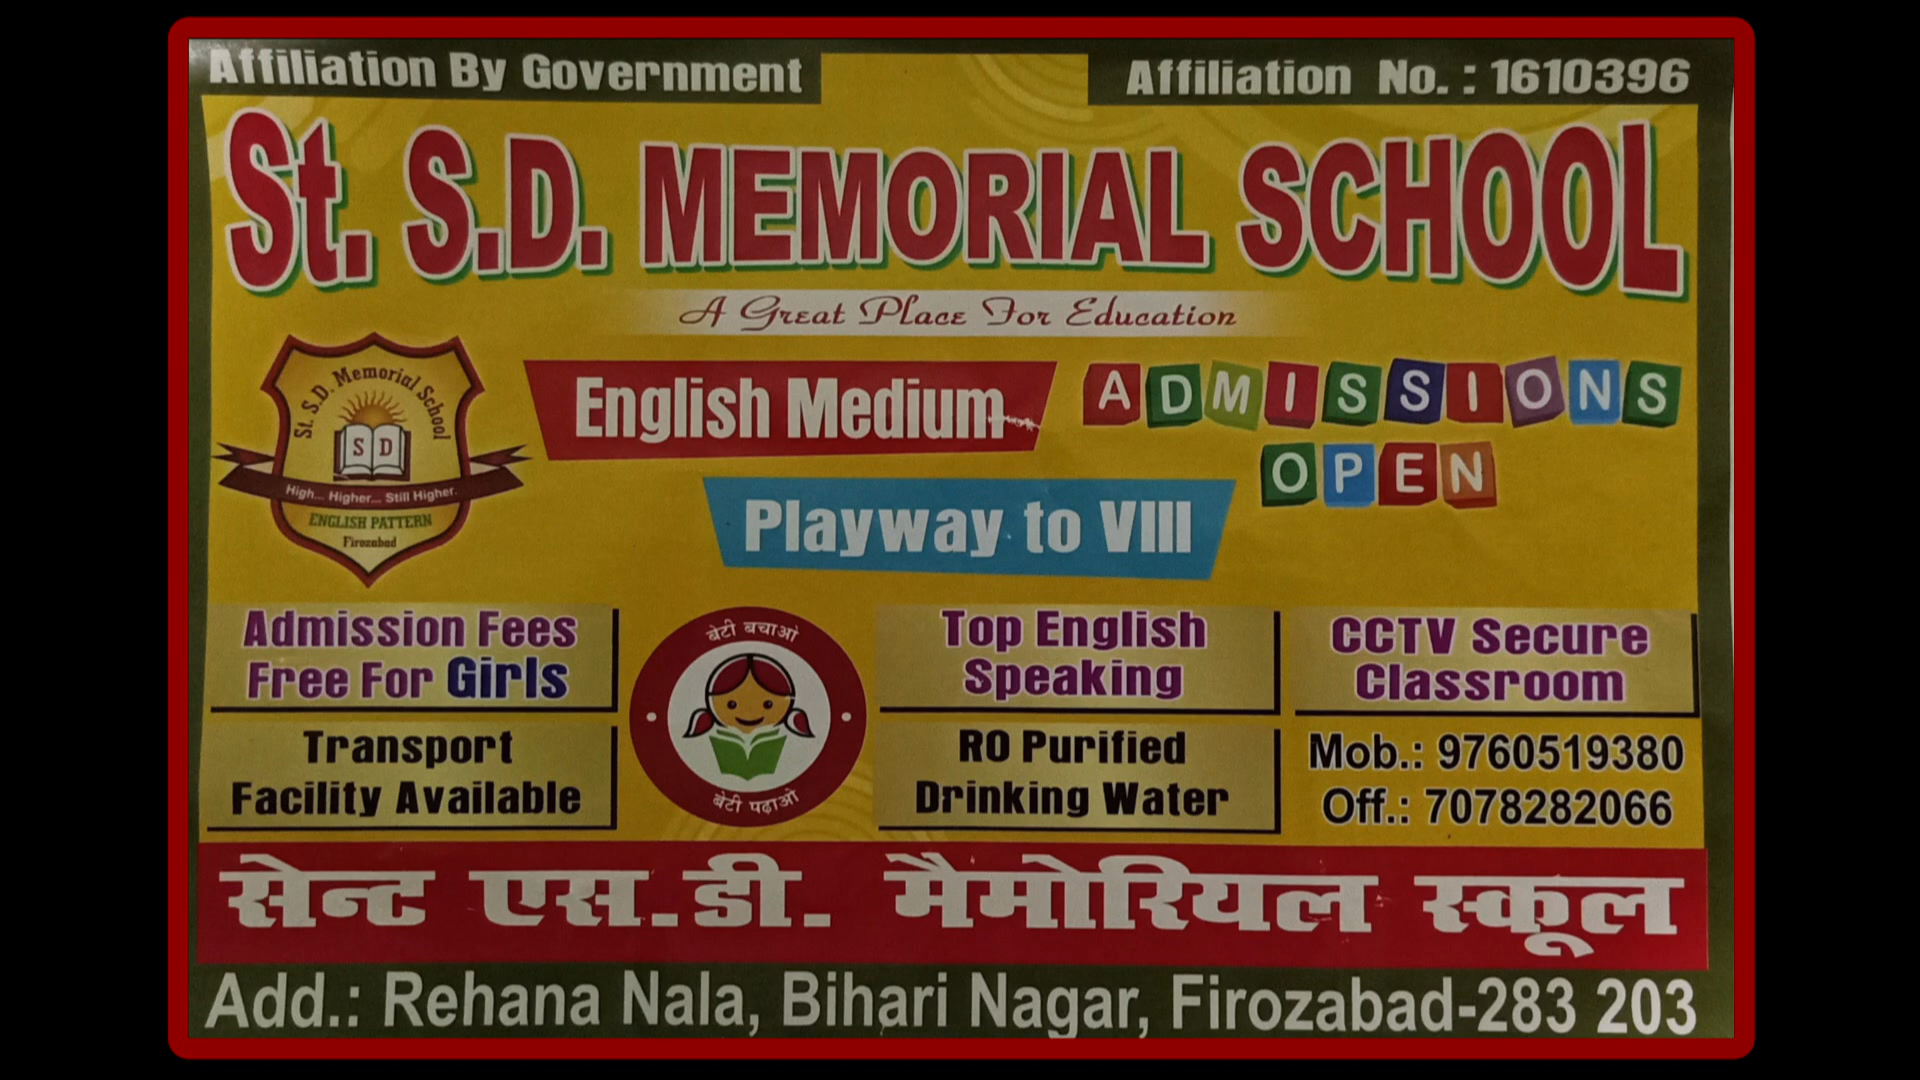 Affiliation By Government
Affiliation No. : 1610396
St. S.D. MEMORIAL SCHOOL
A Great Place For Education
St. S.D. Memorial School
S D
High... Higher... Still Higher.
ENGLISH PATTERN
Firozabad
English Medium
ADMISSIONS
OPEN
Playway to VIII
Admission Fees
Free For Girls
Transport
Facility Available
बेटी बचाओ
बेटी पढ़ाओ
Top English
Speaking
RO Purified
Drinking Water
CCTV Secure
Classroom
Mob.: 9760519380
Off.: 7078282066
सेन्ट एस.डी. मैमोरियल स्कूल
Add.: Rehana Nala, Bihari Nagar, Firozabad-283 203